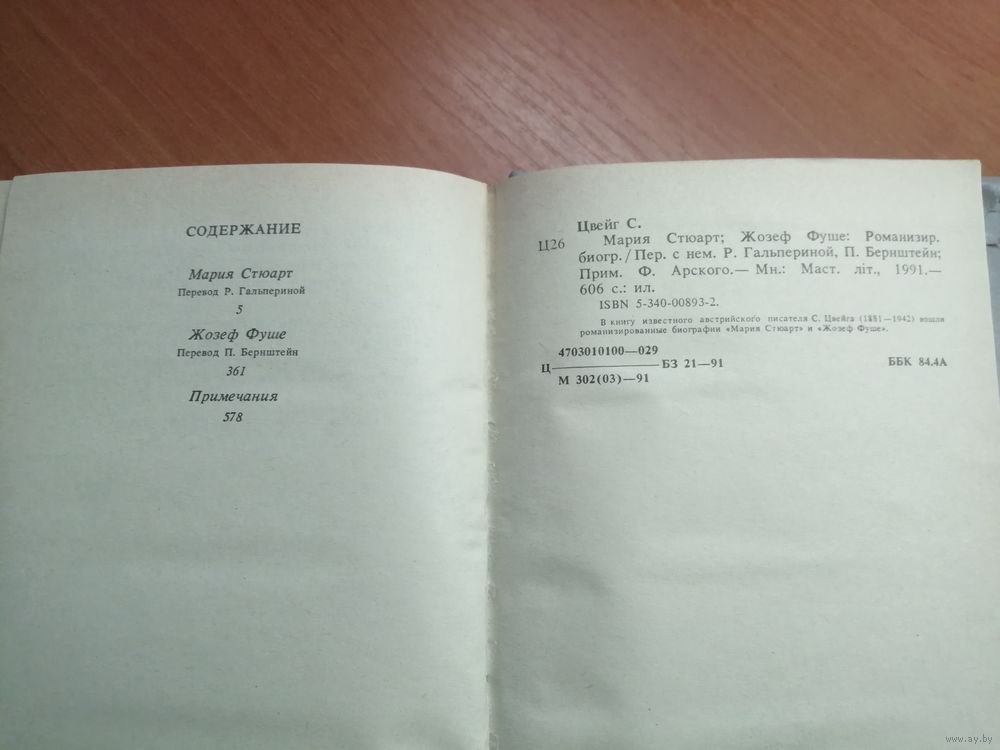 СОДЕРЖАНИЕ
Мария Стюарт
Перевод Р. Гальпериной
5
Жозеф Фуше
Перевод П. Бернштейн
361
Примечания
578
Цвейг С.
Ц26
Мария Стюарт; Жозеф Фуше: Романизир.
биогр./Пер. с нем. Р. Гальпериной, П. Бернштейн;
Прим. Ф. Арского.— Мн.: Маст. літ., 1991.—
606 с.: ил.
ISBN 5-340-00893-2.
В книгу известного австрийского писателя С. Цвейга (1881—1942) вошли
романизированные биографии «Мария Стюарт» и «Жозеф Фуше».
4703010100—029
Ц БЗ 21—91 ББК 84.4А
М 302(03)—91
www.ay.by